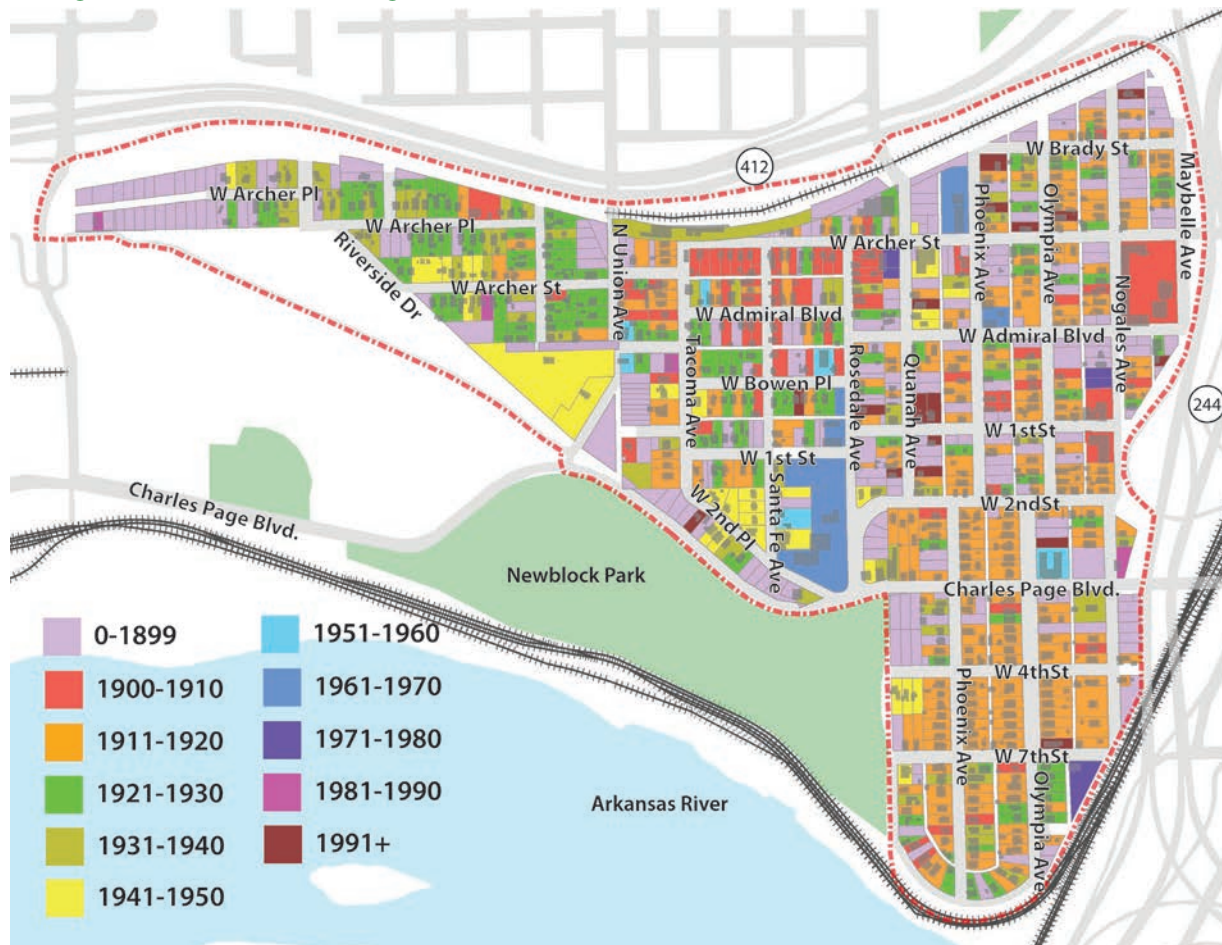 412
W Brady St
Maybelle Ave
W Archer Pl
W Archer Pl
Riverside Dr
W Archer St
N Union Ave
W Archer St
Phoenix Ave
Olympia Ave
Nogales Ave
W Admiral Blvd
W Admiral Blvd
Tacoma Ave
W Bowen Pl
Rosedale Ave
Quanah Ave
244
W 1stSt
W 1st St
Santa Fe Ave
W 2nd Pl
W 2ndSt
Charles Page Blvd.
Newblock Park
Charles Page Blvd.
W 4thSt
Phoenix Ave
W 7thSt
Olympia Ave
Arkansas River
0-1899
1900-1910
1911-1920
1921-1930
1931-1940
1941-1950
1951-1960
1961-1970
1971-1980
1981-1990
1991+